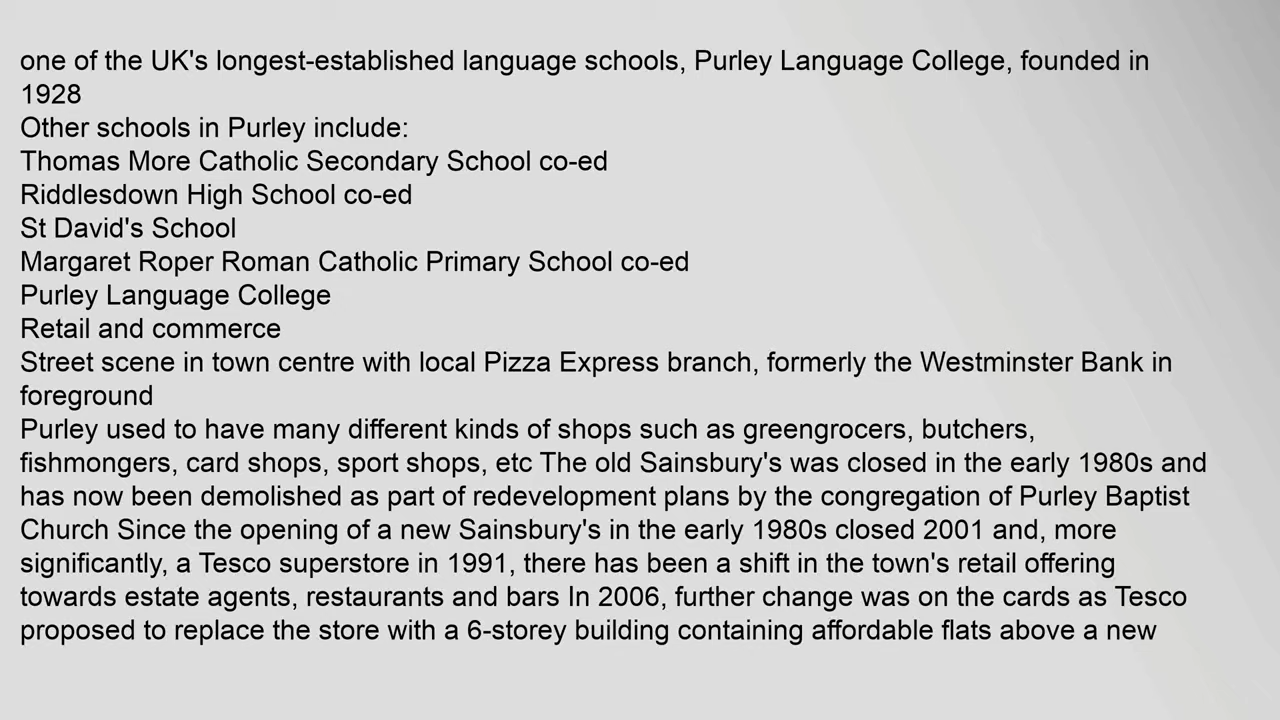 one of the UK's longest-established language schools, Purley Language College, founded in
1928
Other schools in Purley include:
Thomas More Catholic Secondary School co-ed
Riddlesdown High School co-ed
St David's School
Margaret Roper Roman Catholic Primary School co-ed
Purley Language College
Retail and commerce
Street scene in town centre with local Pizza Express branch, formerly the Westminster Bank in
foreground
Purley used to have many different kinds of shops such as greengrocers, butchers,
fishmongers, card shops, sport shops, etc The old Sainsbury's was closed in the early 1980s and
has now been demolished as part of redevelopment plans by the congregation of Purley Baptist
Church Since the opening of a new Sainsbury's in the early 1980s closed 2001 and, more
significantly, a Tesco superstore in 1991, there has been a shift in the town's retail offering
towards estate agents, restaurants and bars In 2006, further change was on the cards as Tesco
proposed to replace the store with a 6-storey building containing affordable flats above a new